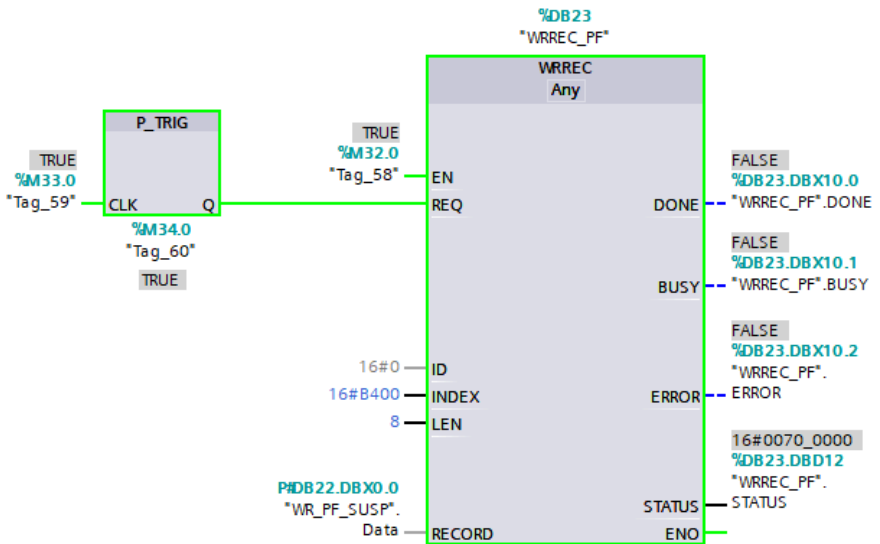 %DB23
"WRREC_PF"
WRREC
Any
P_TRIG
TRUE
%M33.0
"Tag_59"
CLK
Q
%M34.0
"Tag_60"
TRUE
TRUE
%M32.0
"Tag_58"
EN
REQ
DONE
FALSE
%DB23.DBX10.0
"WRREC_PF".DONE
BUSY
FALSE
%DB23.DBX10.1
"WRREC_PF".BUSY
16#0
ID
16#B400
INDEX
8
LEN
ERROR
FALSE
%DB23.DBX10.2
"WRREC_PF".
ERROR
P#DB22.DBX0.0
"WR_PF_SUSP".
Data
RECORD
STATUS
16#0070_0000
%DB23.DBD12
"WRREC_PF".
STATUS
ENO